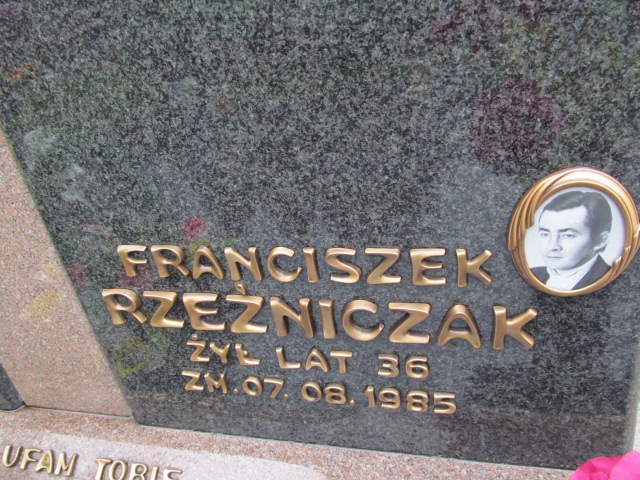 FRANCISZEK
RZEŹNICZAK
ŻYŁ LAT 36
ZM. 07. 08. 1985
UFAM TOBIE